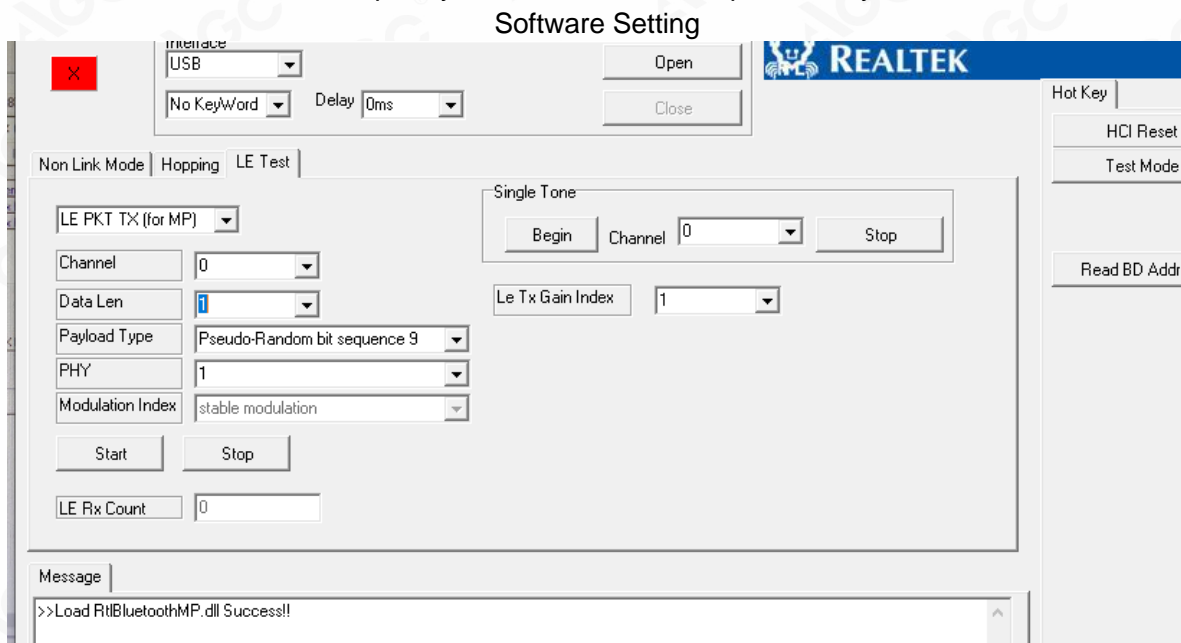 Software Setting
Interface
USB
Open
REALTEK
X
No KeyWord
Delay
0ms
Close
Hot Key
HCI Reset
Test Mode
Read BD Addr
Non Link Mode
Hopping
LE Test
LE PKT TX (for MP)
Single Tone
Begin
Channel
0
Stop
Channel
0
Data Len
1
Le Tx Gain Index
1
Payload Type
Pseudo-Random bit sequence 9
PHY
1
Modulation Index
stable modulation
Start
Stop
LE Rx Count
0
Message
>>Load RtlBluetoothMP.dll Success!!